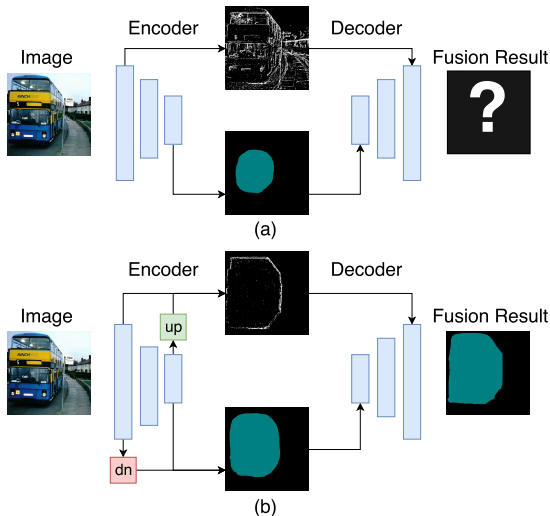 Encoder
Decoder
Image
Fusion Result
?
(a)
Encoder
Decoder
Image
Fusion Result
up
dn
(b)